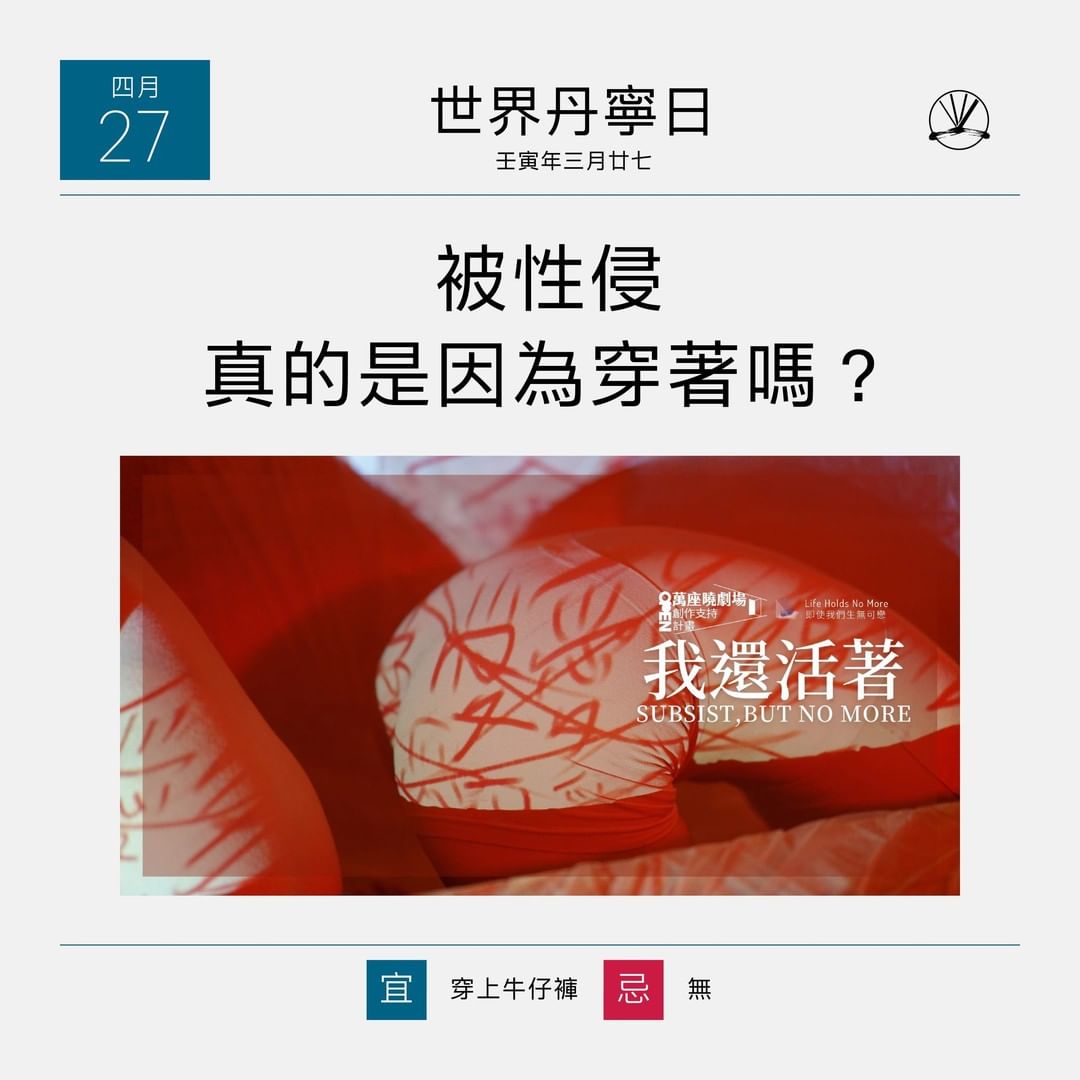 四月
27
世界丹寧日
壬寅年三月廿七
被性侵
真的是因為穿著嗎？
OPEN
萬座曉劇場
創作支持
計畫
Life Holds No More
即使我們生無可戀
我還活著
SUBSIST,BUT NO MORE
宜 穿上牛仔褲 忌 無